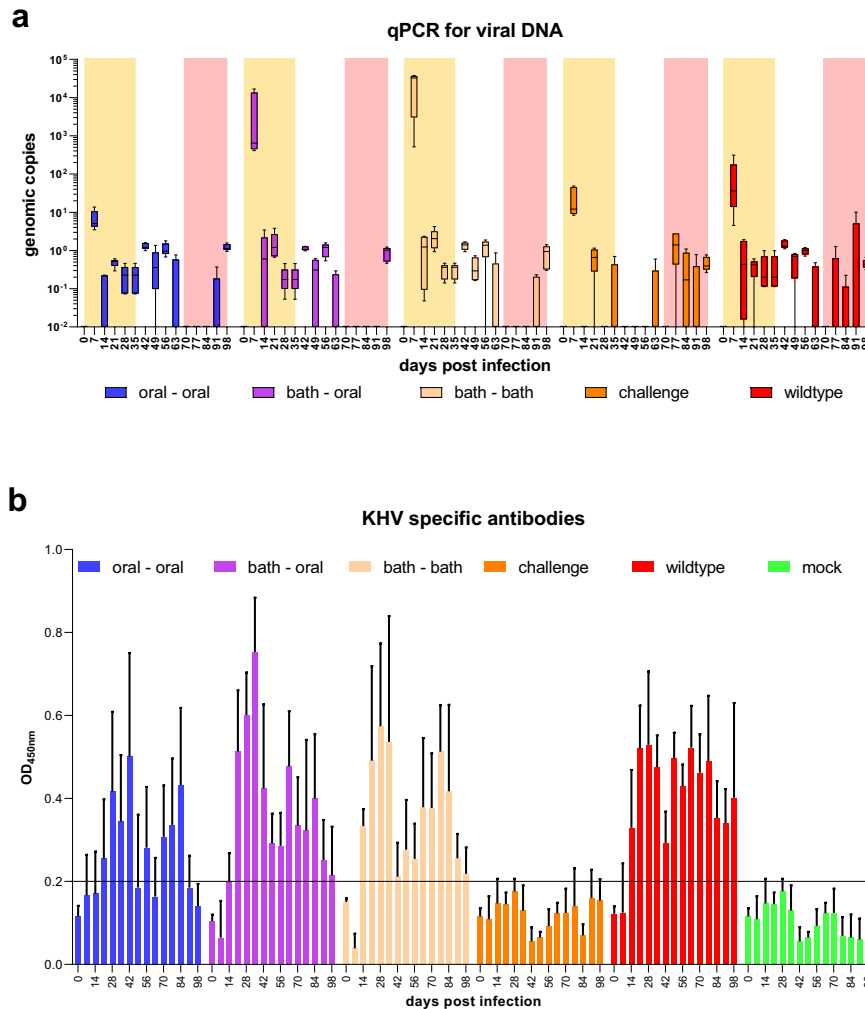 a
qPCR for viral DNA
genomic copies
10⁵
10⁴
10³
10²
10¹
10⁰
10⁻¹
10⁻²
0 7 14 21 28 35 42 49 56 63 70 77 84 91 98 0 7 14 21 28 35 42 49 56 63 70 77 84 91 98 0 7 14 21 28 35 42 49 56 63 70 77 84 91 98 0 7 14 21 28 35 42 49 56 63 70 77 84 91 98 0 7 14 21 28 35 42 49 56 63 70 77 84 91 98
days post infection
oral - oral bath - oral bath - bath challenge wildtype
b
KHV specific antibodies
OD450nm
1.0
oral - oral bath - oral bath - bath challenge wildtype mock
0.8
0.6
0.4
0.2
0.0
0 14 28 42 56 70 84 98 0 14 28 42 56 70 84 98 0 14 28 42 56 70 84 98 0 14 28 42 56 70 84 98 0 14 28 42 56 70 84 98 0 14 28 42 56 70 84
days post infection